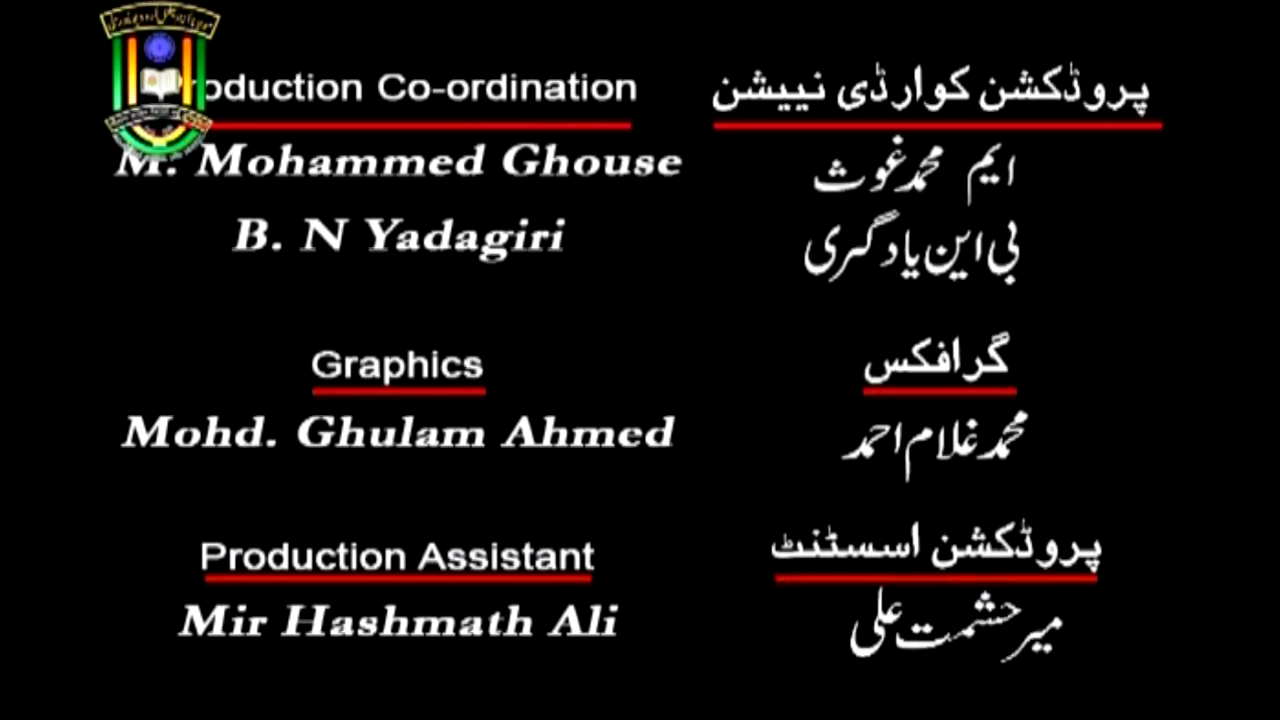 Production Co-ordination پروڈکشن کوارڈی نییشن
M. Mohammed Ghouse ایم محمد غوث
B. N Yadagiri بی این یادگری
Graphics گرافکس
Mohd. Ghulam Ahmed محمد غلام احمد
Production Assistant پروڈکشن اسسٹنٹ
Mir Hashmath Ali میر حشمت علی